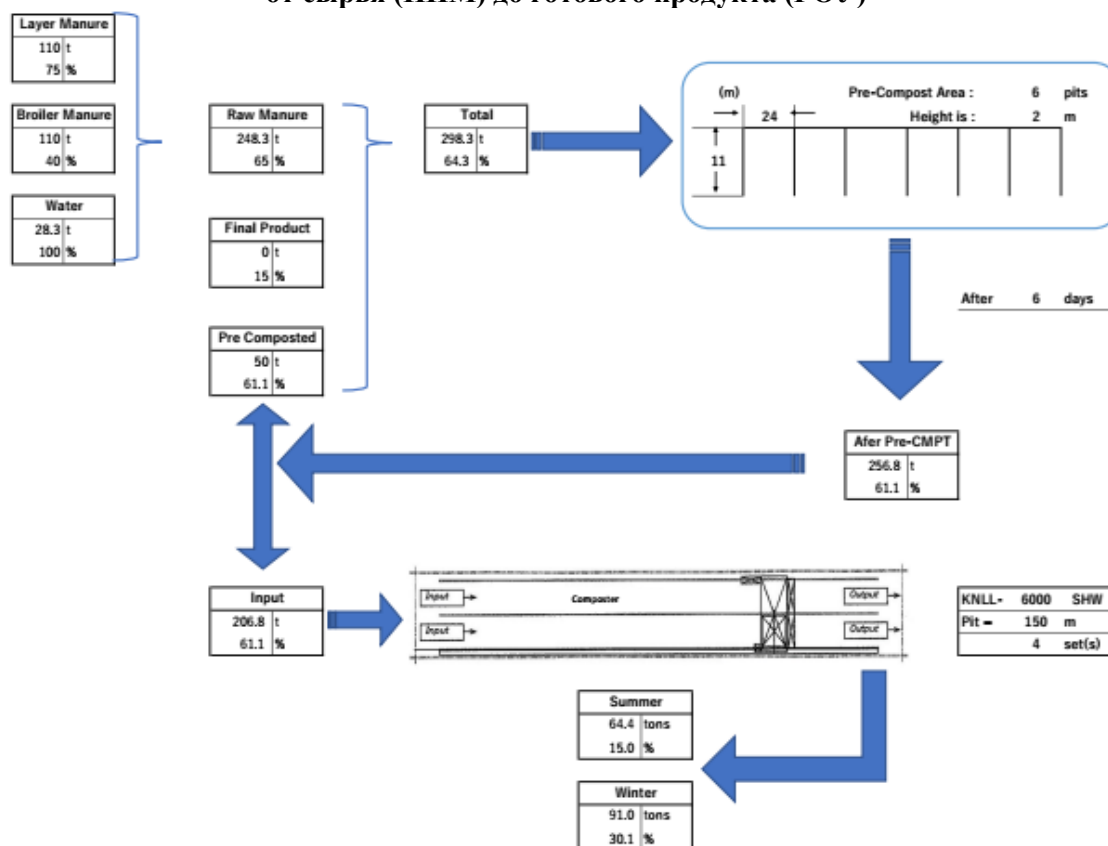 от сырья (ППМ) до готового продукта (ГОУ)
Layer Manure
110 t
75 %
Broiler Manure
110 t
40 %
Water
28.3 t
100 %
Raw Manure
248.3 t
65 %
Final Product
0 t
15 %
Pre Composted
50 t
61.1 %
Total
298.3 t
64.3 %
(m)
24
11
Pre-Compost Area : 6 pits
Height is : 2 m
After 6 days
Afer Pre-CMPT
256.8 t
61.1 %
Input
206.8 t
61.1 %
Input
Input
Composter
Output
Output
KNLL- 6000 SHW
Pit = 150 m
4 set(s)
Summer
64.4 tons
15.0 %
Winter
91.0 tons
30.1 %